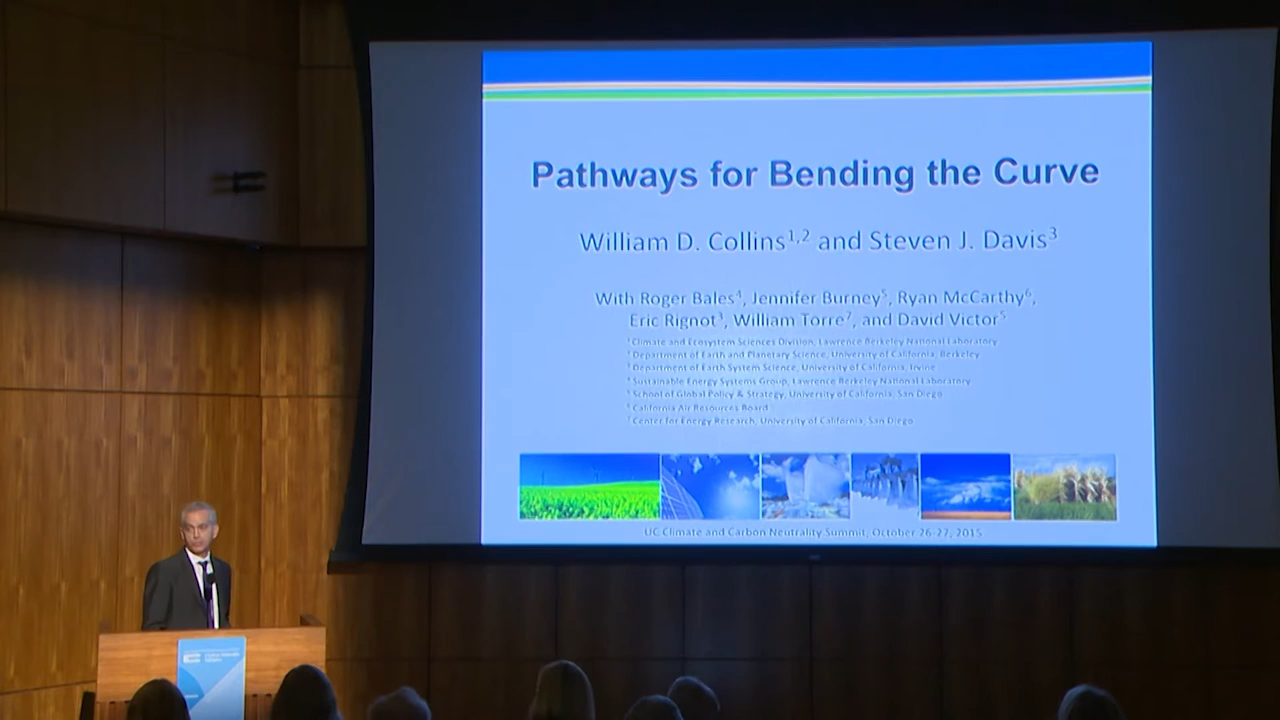 Pathways for Bending the Curve
William D. Collins1,2 and Steven J. Davis3
With Roger Bales4, Jennifer Burney5, Ryan McCarthy6,
Eric Rignot3, William Torre7, and David Victor5
1 Climate and Ecosystem Sciences Division, Lawrence Berkeley National Laboratory
2 Department of Earth and Planetary Science, University of California, Berkeley
3 Department of Earth System Science, University of California, Irvine
4 Sustainable Energy Systems Group, Lawrence Berkeley National Laboratory
5 School of Global Policy & Strategy, University of California, San Diego
6 California Air Resources Board
7 Center for Energy Research, University of California, San Diego
UC Climate and Carbon Neutrality Summit, October 26-27, 2015